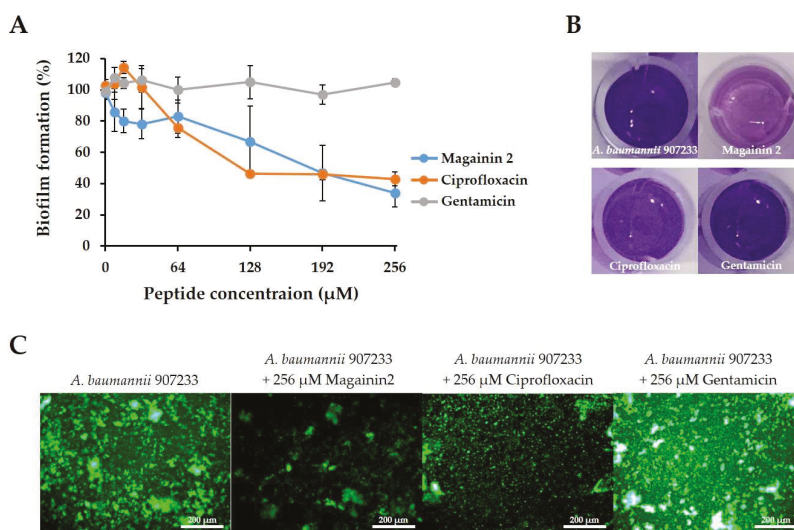 A
Biofilm formation (%)
120
100
80
60
40
20
0
0 64 128 192 256
Peptide concentraion (μM)
Magainin 2
Ciprofloxacin
Gentamicin
B
A. baumannii 907233
Magainin 2
Ciprofloxacin
Gentamicin
C
A. baumannii 907233
A. baumannii 907233
+ 256 μM Magainin2
A. baumannii 907233
+ 256 μM Ciprofloxacin
A. baumannii 907233
+ 256 μM Gentamicin
200 μm
200 μm
200 μm
200 μm